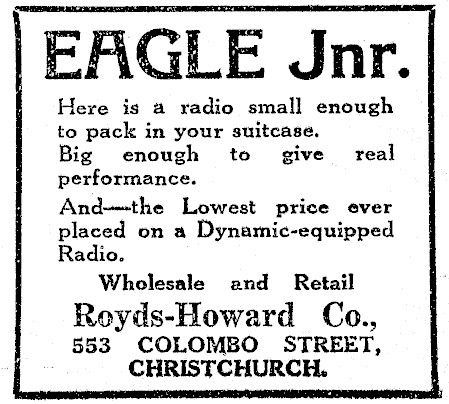 EAGLE Jnr.
Here is a radio small enough
to pack in your suitcase.
Big enough to give real
performance.
And—the Lowest price ever
placed on a Dynamic-equipped
Radio.
Wholesale and Retail
Royds-Howard Co.,
553 COLOMBO STREET,
CHRISTCHURCH.